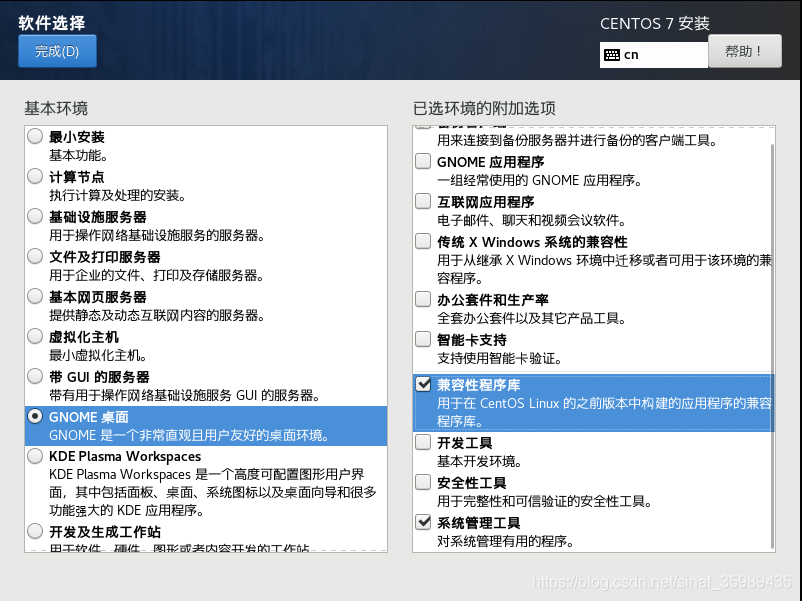 软件选择
完成(D)
CENTOS 7 安装
cn
帮助！
基本环境
最小安装
基本功能。
计算节点
执行计算及处理的安装。
基础设施服务器
用于操作网络基础设施服务的服务器。
文件及打印服务器
用于企业的文件、打印及存储服务器。
基本网页服务器
提供静态及动态互联网内容的服务器。
虚拟化主机
最小虚拟化主机。
带 GUI 的服务器
带有用于操作网络基础设施服务 GUI 的服务器。
GNOME 桌面
GNOME 是一个非常直观且用户友好的桌面环境。
KDE Plasma Workspaces
KDE Plasma Workspaces 是一个高度可配置图形用户界
面，其中包括面板、桌面、系统图标以及桌面向导和很多
功能强大的 KDE 应用程序。
开发及生成工作站
用于软件、硬件、图形或者内容开发的工作站。
已选环境的附加选项
备份客户端
用来连接到备份服务器并进行备份的客户端工具。
GNOME 应用程序
一组经常使用的 GNOME 应用程序。
互联网应用程序
电子邮件、聊天和视频会议软件。
传统 X Windows 系统的兼容性
用于从继承 X Windows 环境中迁移或者可用于该环境的兼
容程序。
办公套件和生产率
全套办公套件以及其它产品工具。
智能卡支持
支持使用智能卡验证。
兼容性程序库
用于在 CentOS Linux 的之前版本中构建的应用程序的兼容
程序库。
开发工具
基本开发环境。
安全性工具
用于完整性和可信验证的安全性工具。
系统管理工具
对系统管理有用的程序。
https://blog.csdn.net/sinat_35989435